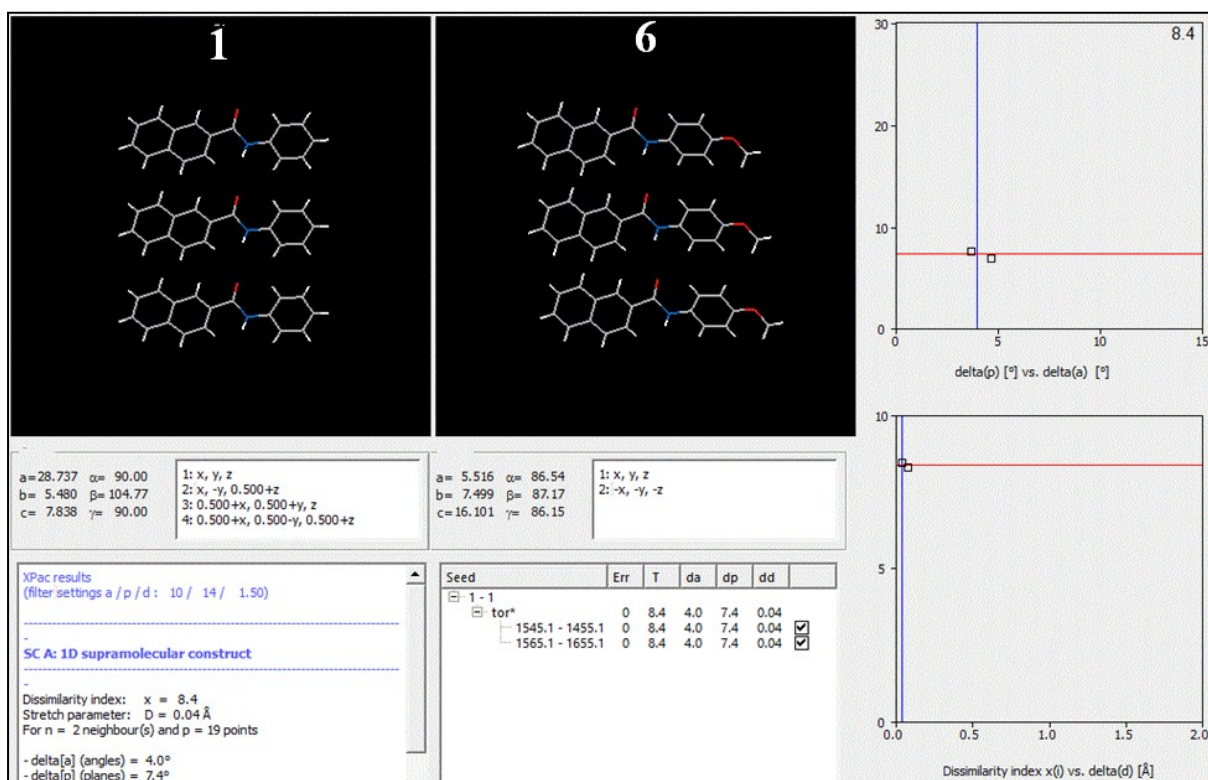 1
6
8.4
30
20
10
0
0
5
10
15
delta(p) [°] vs. delta(a) [°]
a=28.737 α= 90.00
b= 5.480 β=104.77
c= 7.838 γ= 90.00
1: x, y, z
2: x, -y, 0.500+z
3: 0.500+x, 0.500+y, z
4: 0.500+x, 0.500-y, 0.500+z
a= 5.516 α= 86.54
b= 7.499 β= 87.17
c=16.101 γ= 86.15
1: x, y, z
2: -x, -y, -z
10
5
0
0.0
0.5
1.0
1.5
2.0
Dissimilarity index x(i) vs. delta(d) [Å]
XPac results
(filter settings a / p / d : 10 / 14 / 1.50)
SC A: 1D supramolecular construct
Dissimilarity index: x = 8.4
Stretch parameter: D = 0.04 Å
For n = 2 neighbour(s) and p = 19 points
- delta[a] (angles) = 4.0°
- delta[p] (planes) = 7.4°
Seed Err T da dp dd
1 - 1
tor* 0 8.4 4.0 7.4 0.04
1545.1 - 1455.1 0 8.4 4.0 7.4 0.04
1565.1 - 1655.1 0 8.4 4.0 7.4 0.04